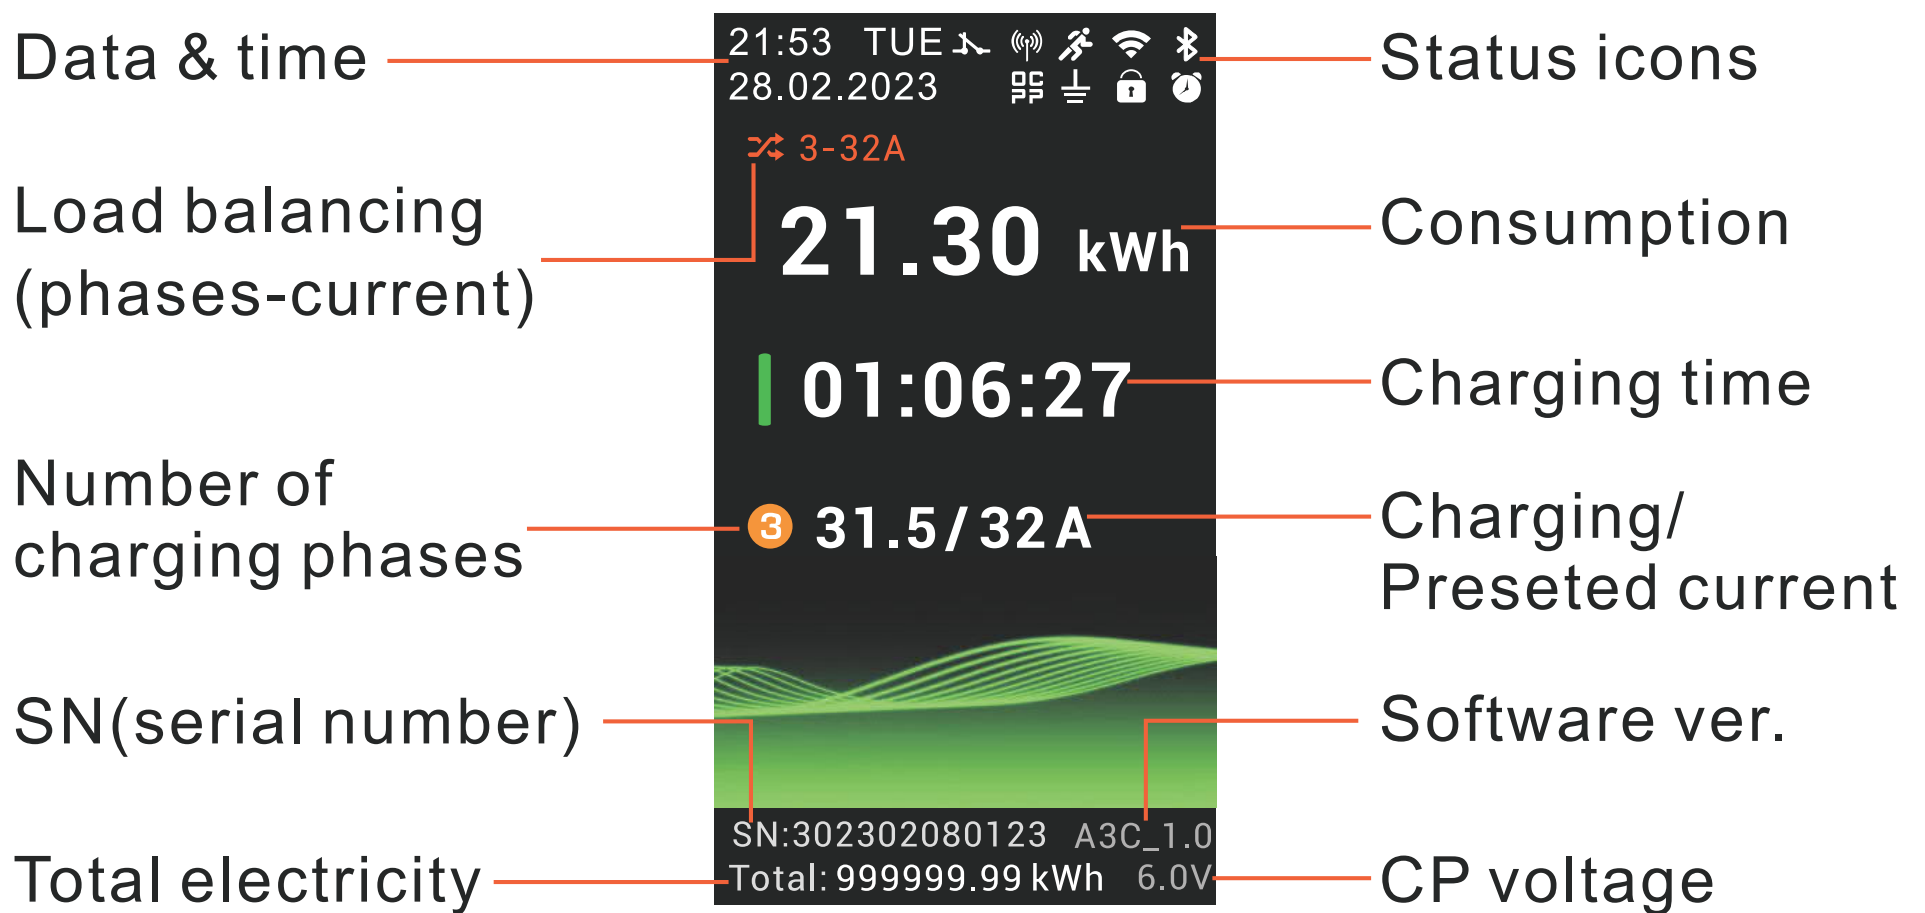 Data & time
21:53 TUE
28.02.2023
OC
PP
Status icons
3-32A
Load balancing
(phases-current)
21.30 kWh
Consumption
01:06:27
Charging time
Number of
charging phases
3 31.5/32A
Charging/
Preseted current
SN(serial number)
Software ver.
SN:302302080123 A3C_1.0
Total electricity
Total: 999999.99 kWh 6.0V
CP voltage